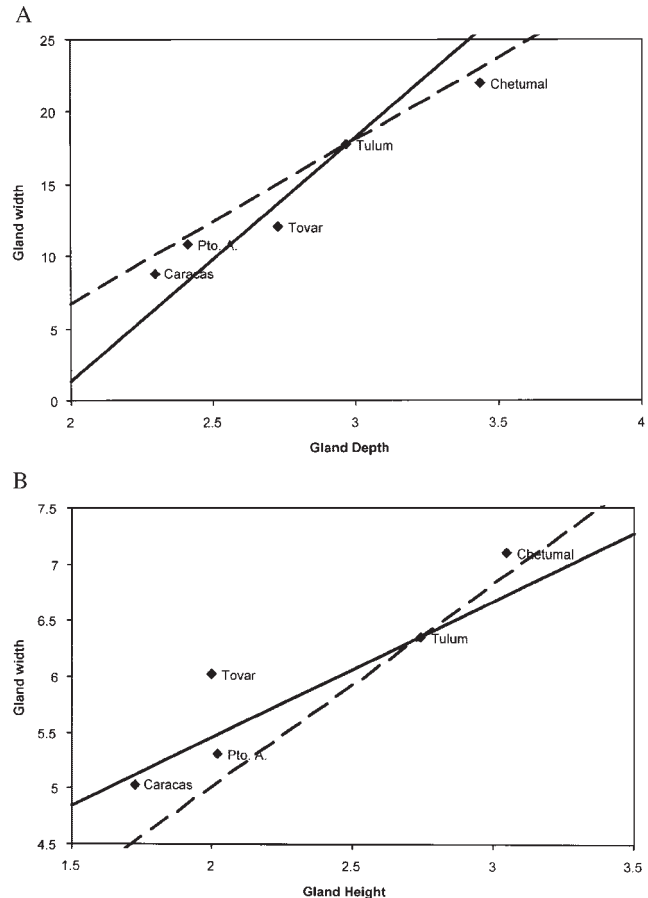 A
25
20
15
10
5
0
Gland width
Chetumal
Tulum
Tovar
Pto. A.
Caracas
2 2.5 3 3.5 4
Gland Depth
B
7.5
7
6.5
6
5.5
5
4.5
Gland width
Chetumal
Tulum
Tovar
Pto. A.
Caracas
1.5 2 2.5 3 3.5
Gland Height